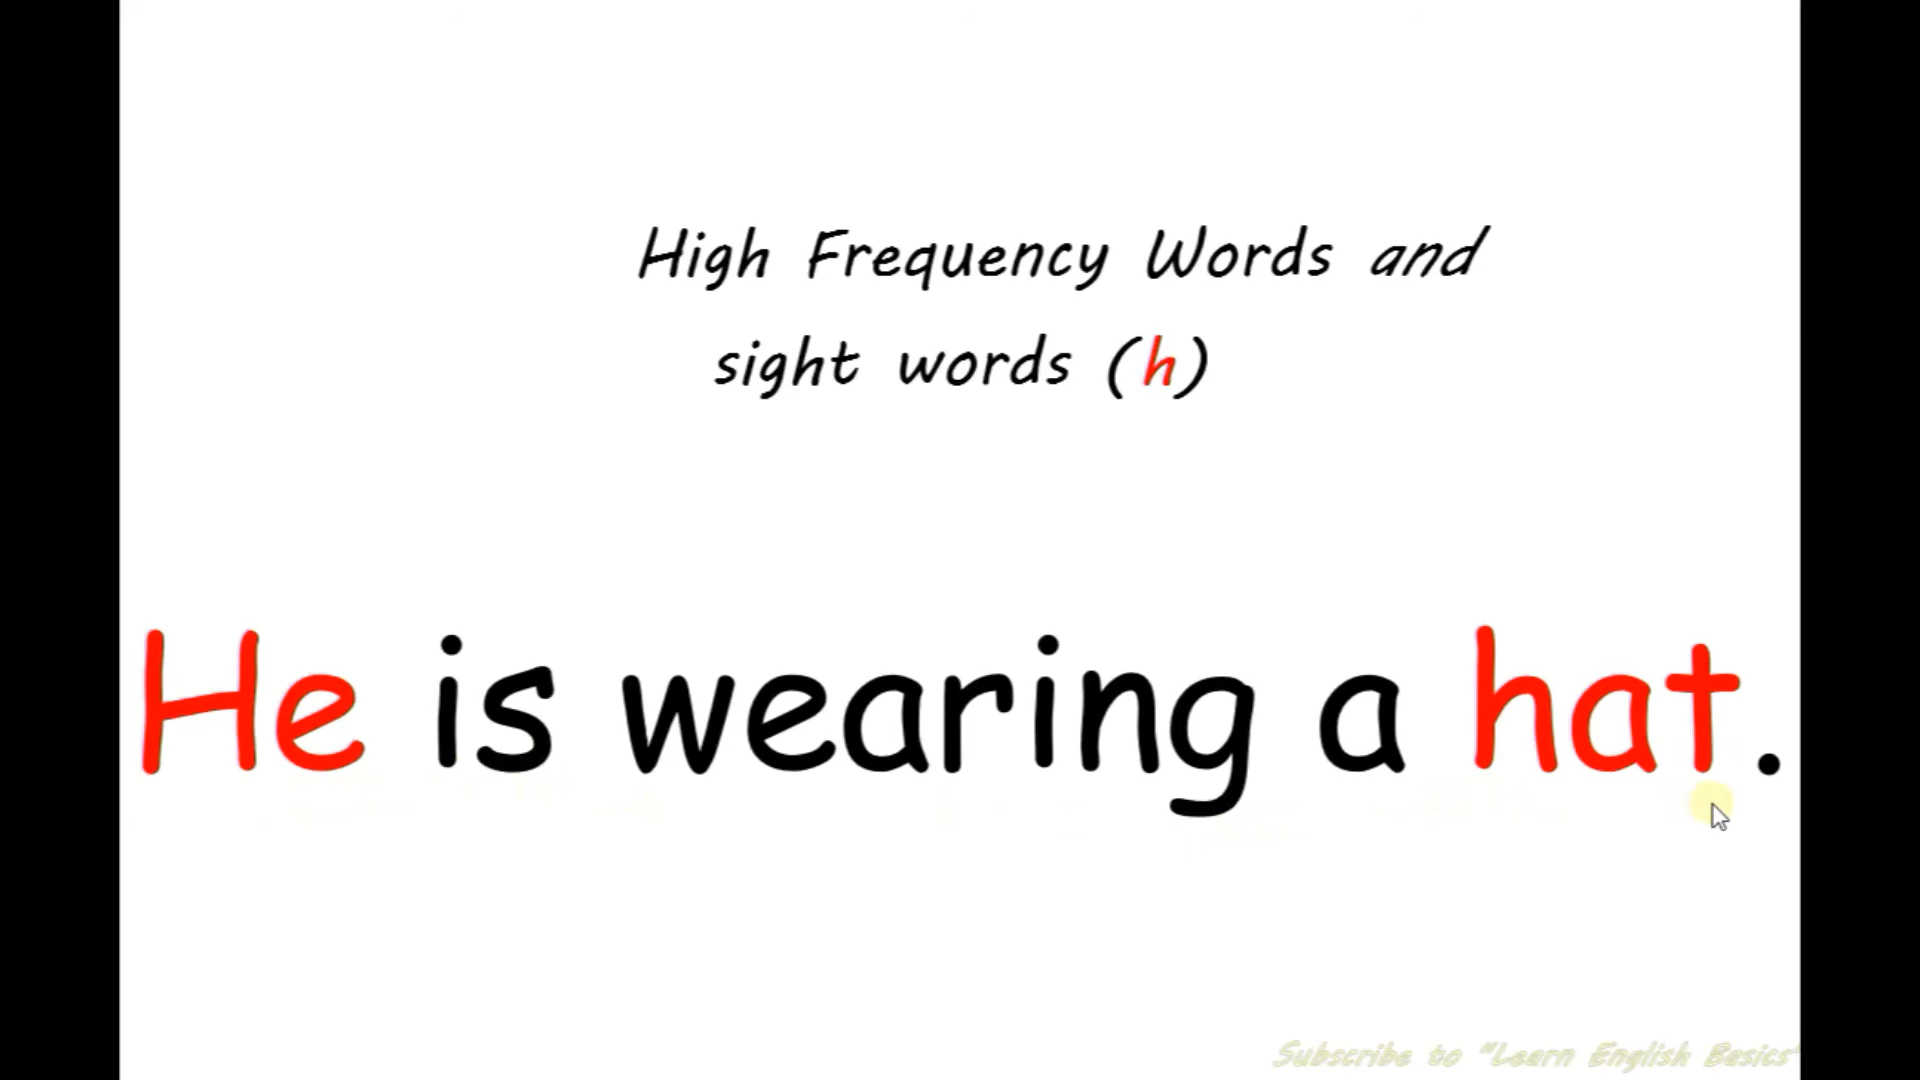 High Frequency Words and
sight words (h)
He is wearing a hat.
Subscribe to "Learn English Basics"